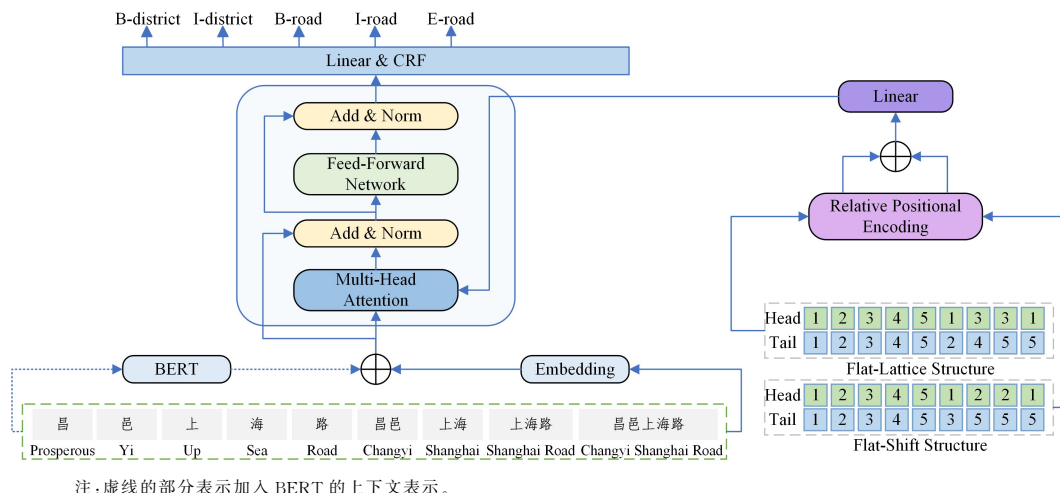 B-district I-district B-road I-road E-road
Linear & CRF
Add & Norm
Feed-Forward
Network
Add & Norm
Multi-Head
Attention
Linear
Relative Positional
Encoding
BERT
Embedding
昌 邑 上 海 路 昌邑 上海 上海路 昌邑上海路
Prosperous Yi Up Sea Road Changyi Shanghai Shanghai Road Changyi Shanghai Road
Head 1 2 3 4 5 1 3 3 1
Tail 1 2 3 4 5 2 4 5 5
Flat-Lattice Structure
Head 1 2 3 4 5 1 2 2 1
Tail 1 2 3 4 5 3 5 5 5
Flat-Shift Structure
注:虚线的部分表示加入 BERT 的上下文表示。